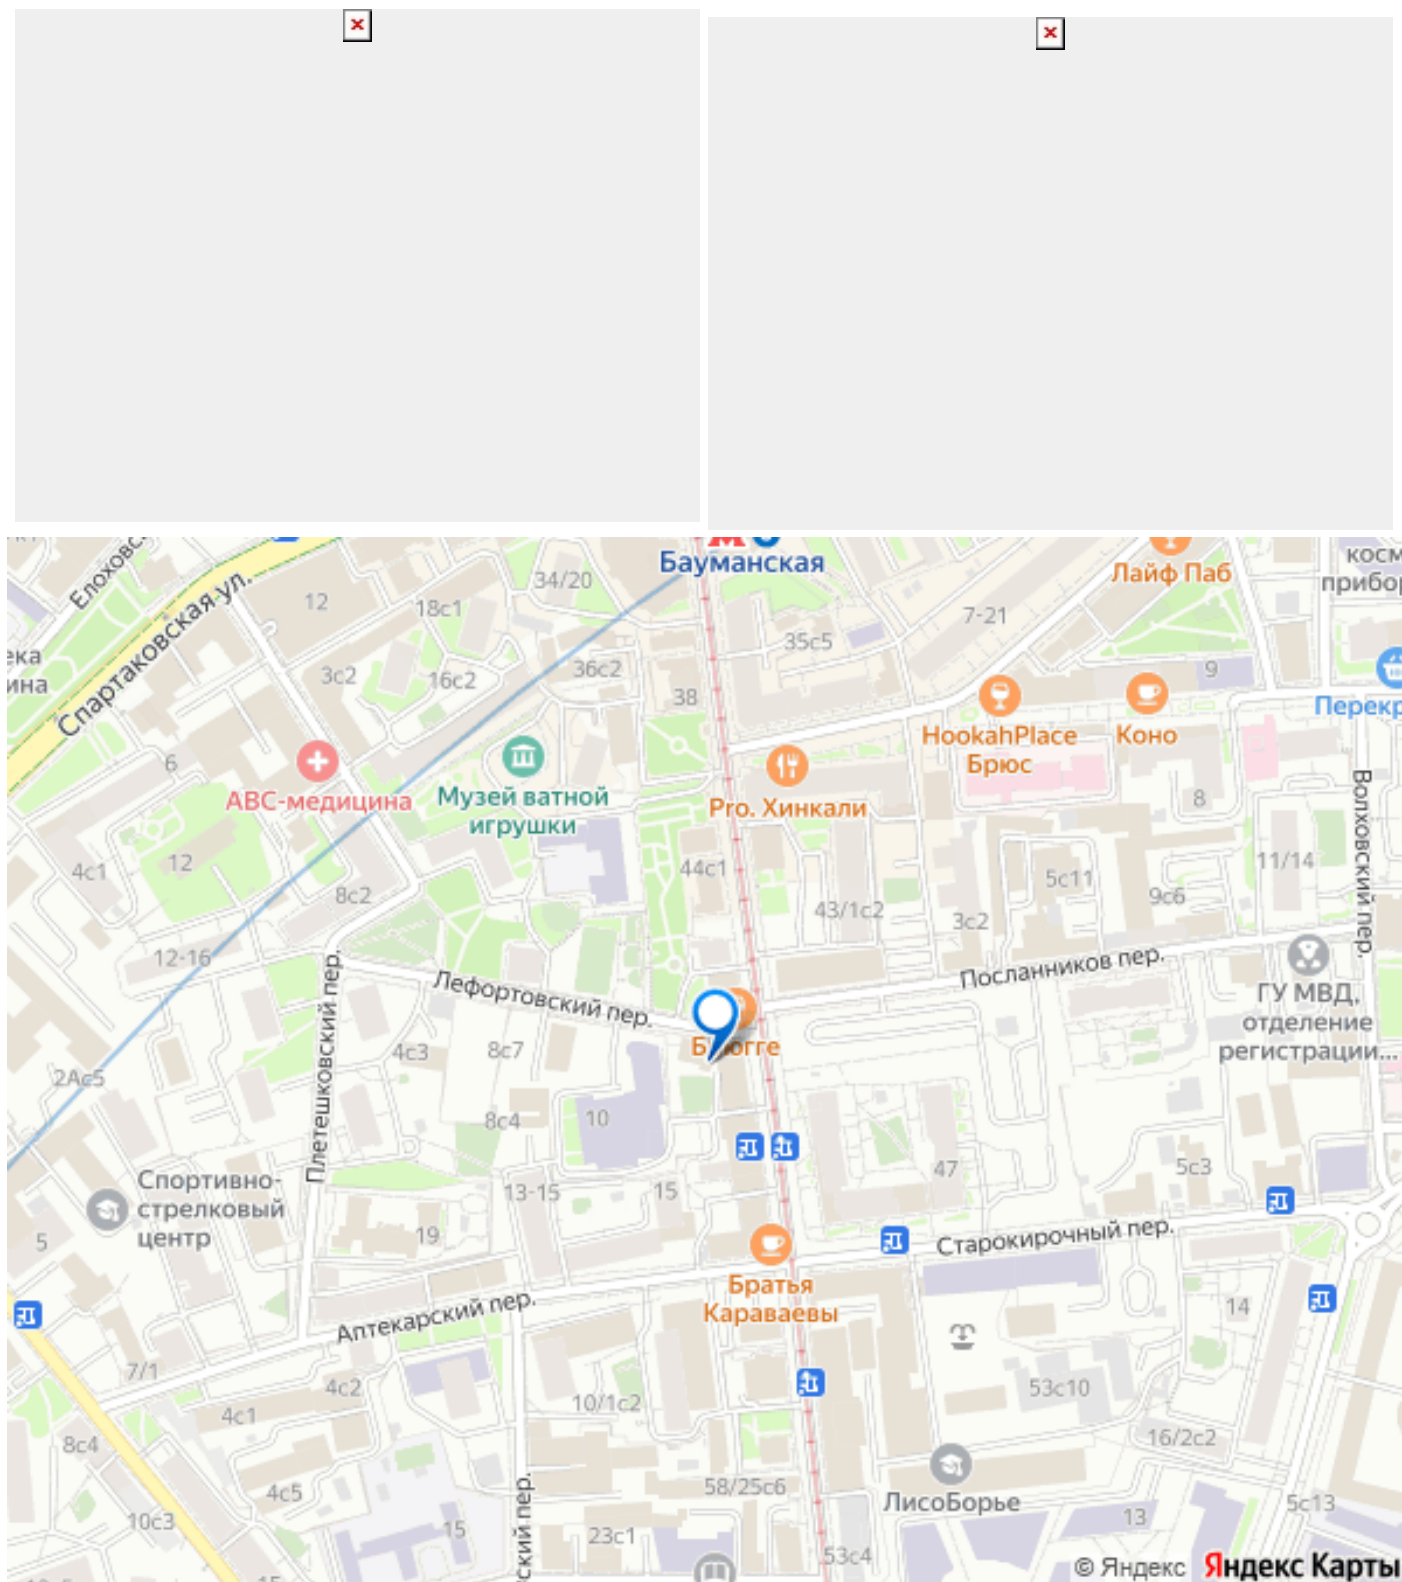 Бауманская
Лайф Паб
косм
прибор
Елоховс
34/20
12
18с1
7-21
Спартаковская ул.
35с5
ека
ина
3с2
16с2
36с2
38
9
Перекр
HookahPlace
Брюс
Коно
6
АВС-медицина
Музей ватной
игрушки
Pro. Хинкали
8
Волховский пер.
4с1
12
8с2
44с1
43/1с2
3с2
5с11
9с6
11/14
12-16
Лефортовский пер.
Посланников пер.
ГУ МВД,
отделение
регистрации...
Плетешковский пер.
4с3
8с7
2Ас5
8с4
10
13-15
15
47
5с3
Спортивно-
стрелковый
центр
5
19
Старокирочный пер.
Братья
Караваевы
Аптекарский пер.
14
7/1
4с2
4с1
10/1с2
53с10
8с4
16/2с2
4с5
58/25с6
ЛисоБорье
5с13
10с3
15
ский пер.
23с1
13
53с4
15
© Яндекс Яндекс Карты